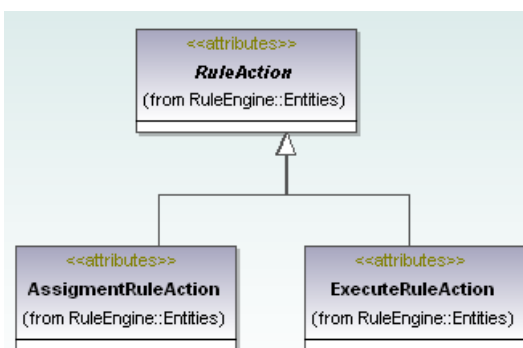 <<attributes>>
RuleAction
(from RuleEngine::Entities)
<<attributes>>
AssigmentRuleAction
(from RuleEngine::Entities)
<<attributes>>
ExecuteRuleAction
(from RuleEngine::Entities)